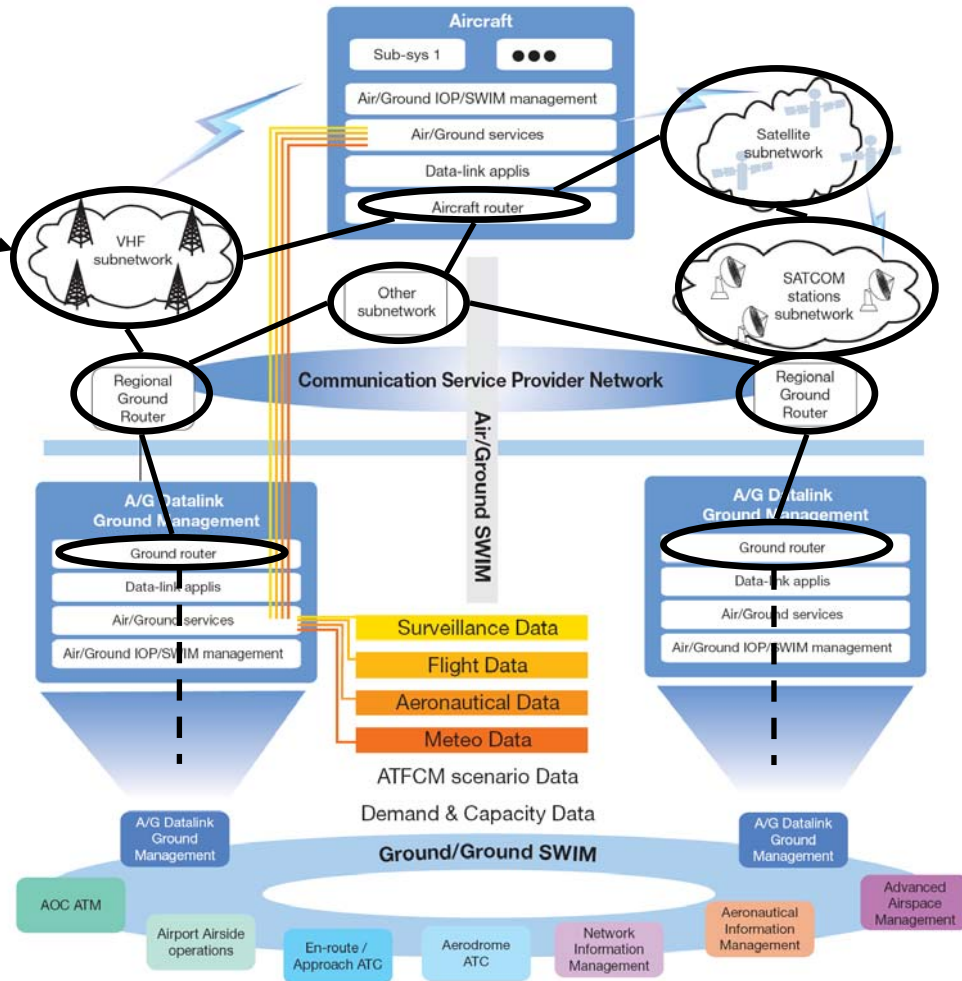 Aircraft
Sub-sys 1
●●●
Air/Ground IOP/SWIM management
Air/Ground services
Data-link applis
Aircraft router
Satellite
subnetwork
VHF
subnetwork
Other
subnetwork
SATCOM
stations
subnetwork
Regional
Ground
Router
Communication Service Provider Network
Regional
Ground
Router
Air/Ground SWIM
A/G Datalink
Ground Management
Ground router
Data-link applis
Air/Ground services
Air/Ground IOP/SWIM management
A/G Datalink
Ground Management
Ground router
Data-link applis
Air/Ground services
Air/Ground IOP/SWIM management
Surveillance Data
Flight Data
Aeronautical Data
Meteo Data
ATFCM scenario Data
Demand & Capacity Data
A/G Datalink
Ground
Management
Ground/Ground SWIM
A/G Datalink
Ground
Management
AOC ATM
Airport Airside
operations
En-route /
Approach ATC
Aerodrome
ATC
Network
Information
Management
Aeronautical
Information
Management
Advanced
Airspace
Management